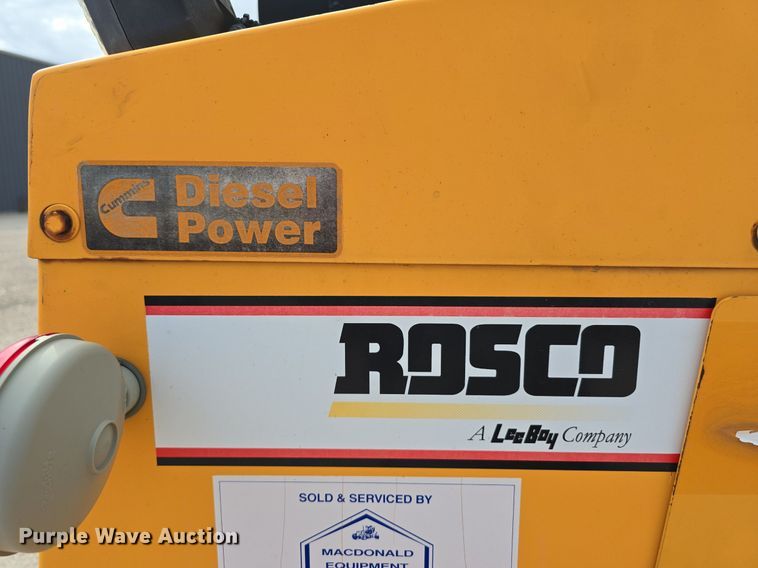 Cummins
Diesel
Power
ROSCO
A LeeBoy Company
SOLD & SERVICED BY
MACDONALD
EQUIPMENT
Purple Wave Auction